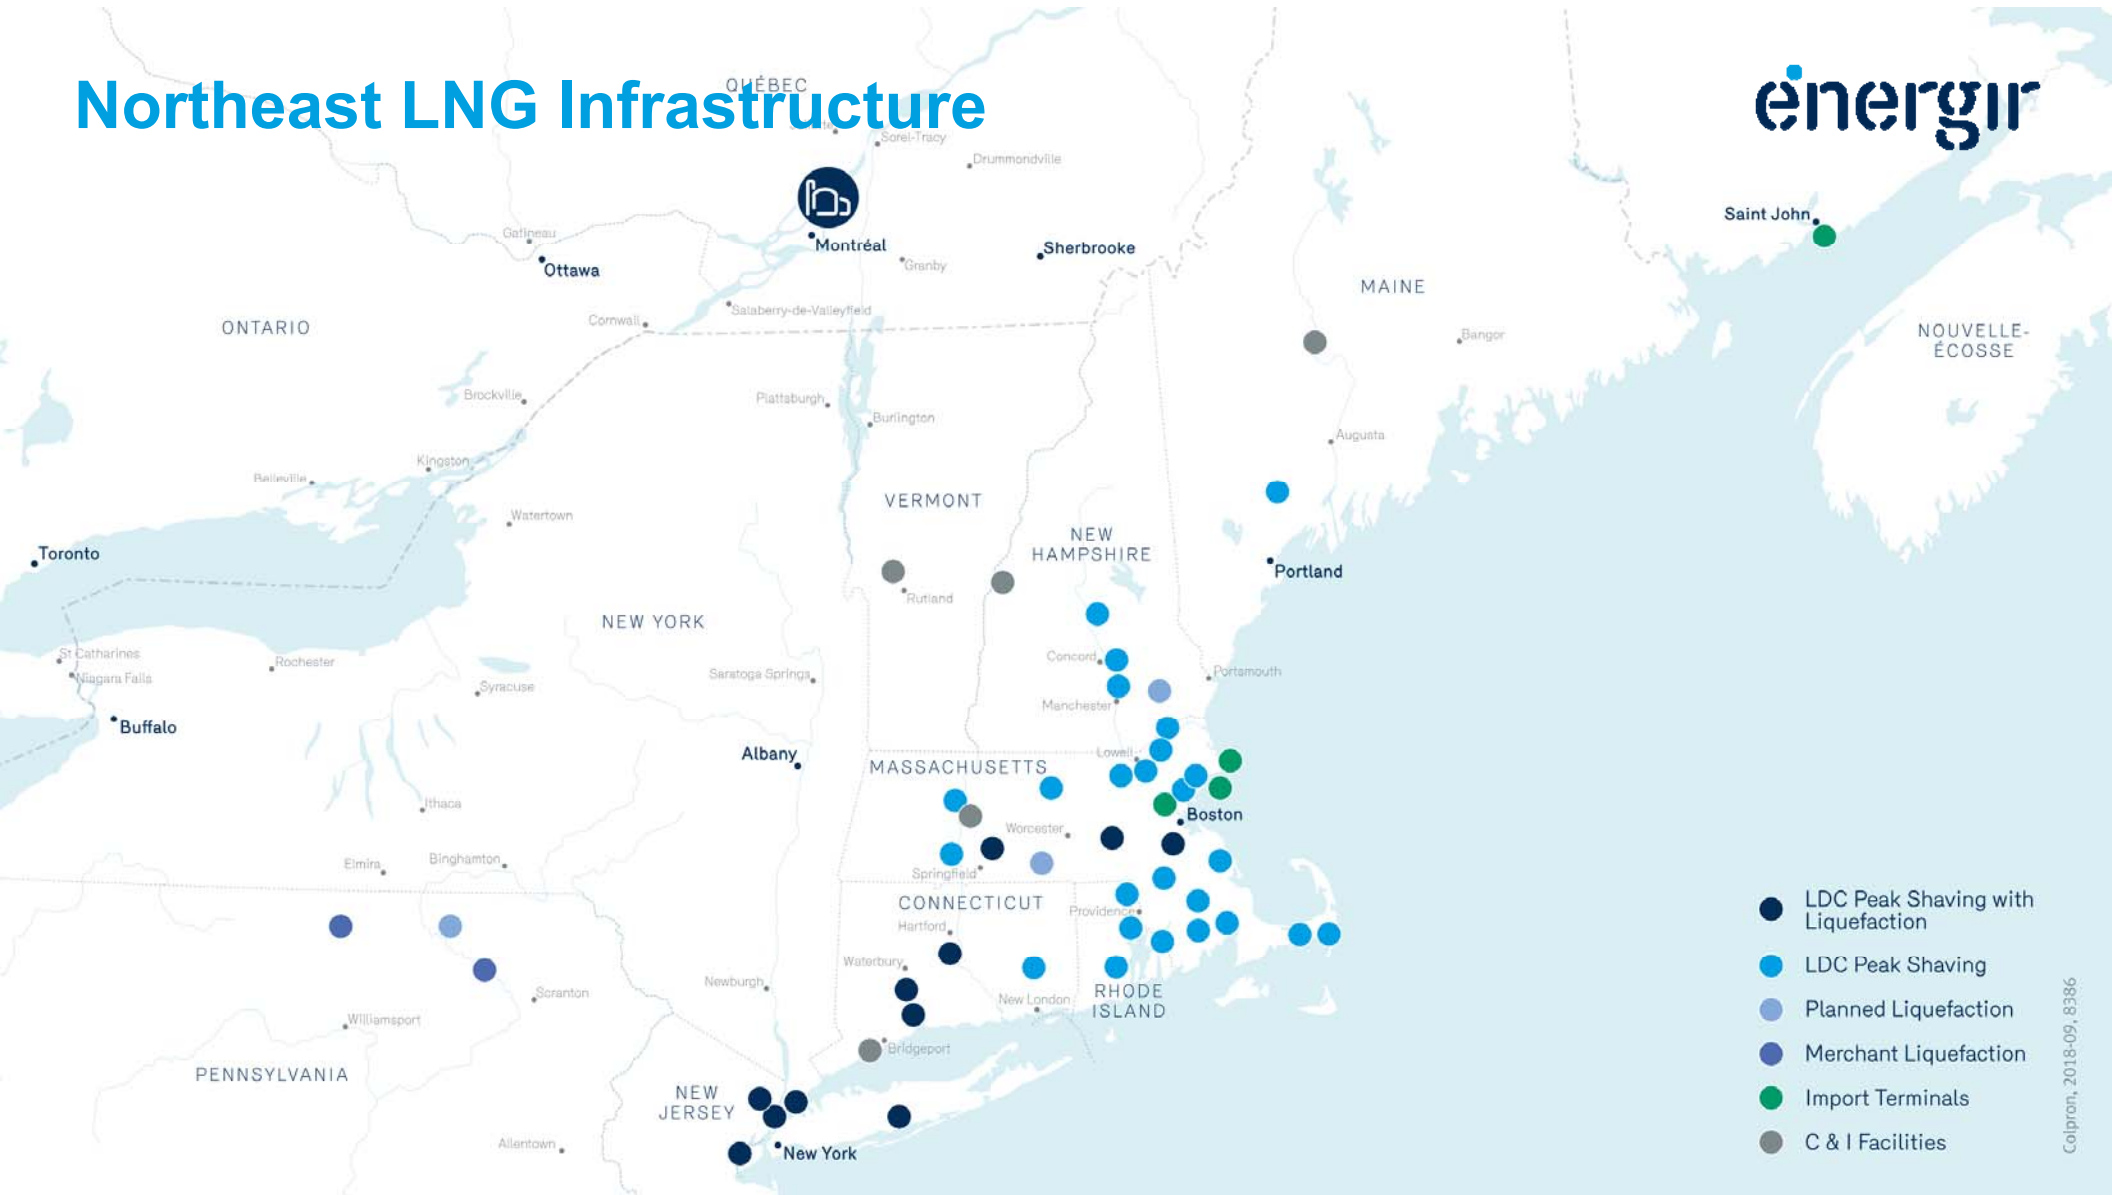 Northeast LNG Infrastructure
énergır
QUÉBEC
Sorel-Tracy
Drummondville
Saint John
Gatineau
Montréal
Sherbrooke
Ottawa
Granby
MAINE
Salaberry-de-Valleyfield
Cornwall
ONTARIO
Bangor
NOUVELLE-
ÉCOSSE
Brockville
Plattsburgh
Burlington
Augusta
Kingston
Belleville
VERMONT
Watertown
NEW
HAMPSHIRE
Toronto
Portland
Rutland
NEW YORK
St Catharines
Rochester
Concord
Niagara Falls
Saratoga Springs
Portsmouth
Syracuse
Manchester
Buffalo
Albany
Lowell
MASSACHUSETTS
Ithaca
Boston
Worcester
Elmira
Binghamton
Springfield
CONNECTICUT
Providence
Hartford
Waterbury
Newburgh
Scranton
New London
RHODE
ISLAND
Williamsport
Bridgeport
PENNSYLVANIA
NEW
JERSEY
Allentown
New York
LDC Peak Shaving with
Liquefaction
LDC Peak Shaving
Planned Liquefaction
Merchant Liquefaction
Import Terminals
C & I Facilities
Colpron, 2018-09, 8386